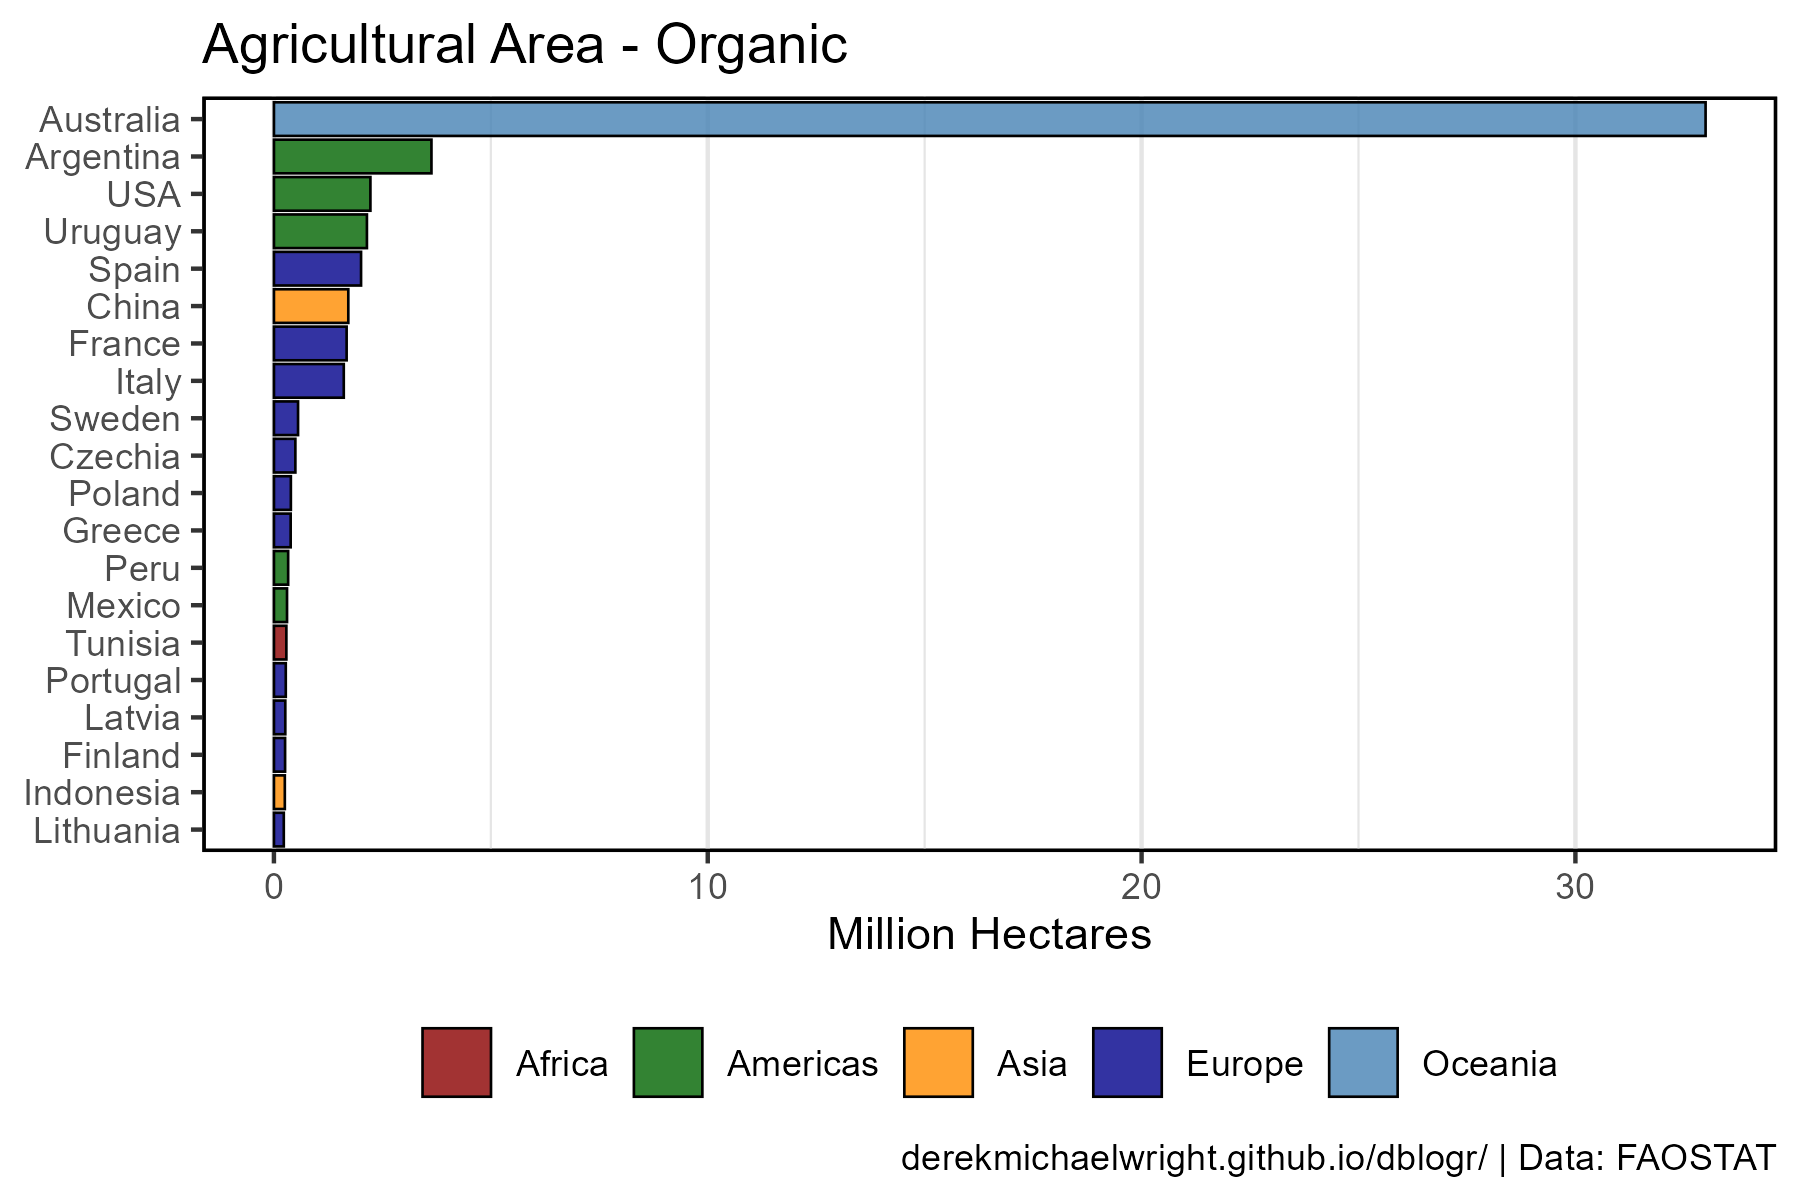 Agricultural Area - Organic
Australia
Argentina
USA
Uruguay
Spain
China
France
Italy
Sweden
Czechia
Poland
Greece
Peru
Mexico
Tunisia
Portugal
Latvia
Finland
Indonesia
Lithuania
0 10 20 30
Million Hectares
Africa Americas Asia Europe Oceania
derekmichaelwright.github.io/dblogr/ | Data: FAOSTAT